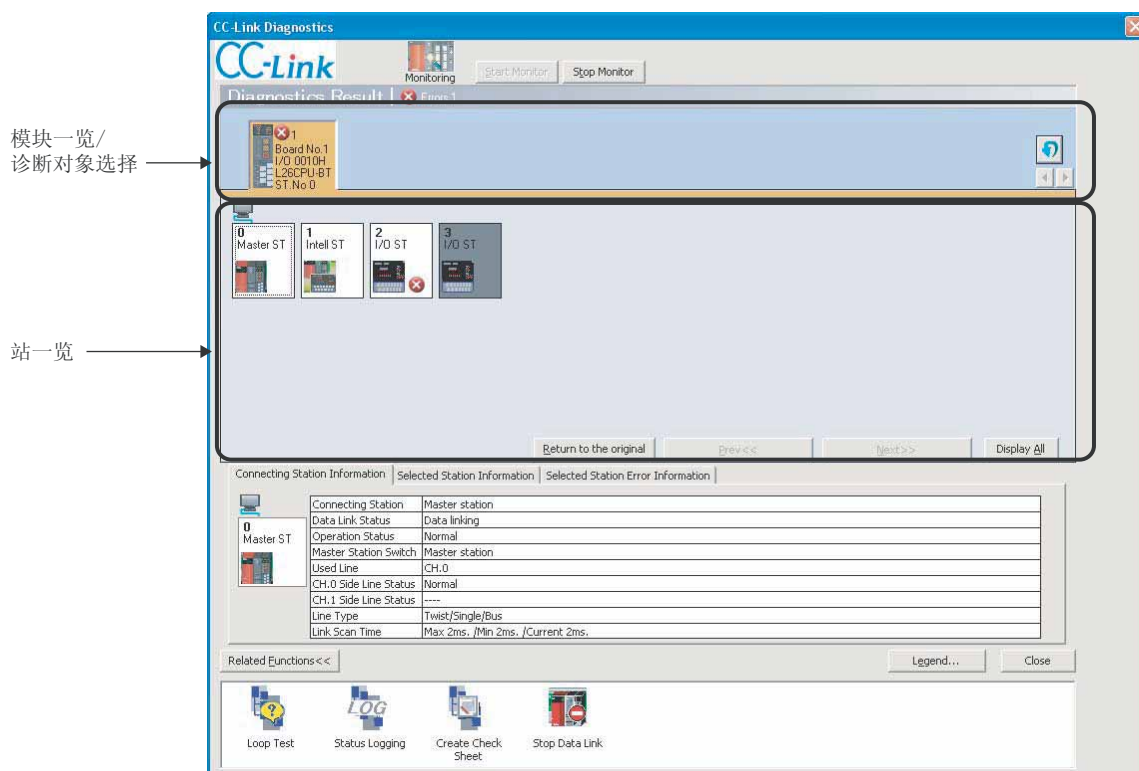 CC-Link Diagnostics
CC-Link
Monitoring
Start Monitor
Stop Monitor
Diagnostics Result
Errors 1
模块一览/
诊断对象选择
1
Board No.1
I/O 0010H
L26CPU-BT
ST.No 0
0
Master ST
1
Intell ST
2
I/O ST
3
I/O ST
站一览
Return to the original
Prev<<
Next>>
Display All
Connecting Station Information
Selected Station Information
Selected Station Error Information
0
Master ST
Connecting Station Master station
Data Link Status Data linking
Operation Status Normal
Master Station Switch Master station
Used Line CH.0
CH.0 Side Line Status Normal
CH.1 Side Line Status ----
Line Type Twist/Single/Bus
Link Scan Time Max 2ms. /Min 2ms. /Current 2ms.
Related Functions<<
Legend...
Close
LOG
Loop Test
Status Logging
Create Check
Sheet
Stop Data Link